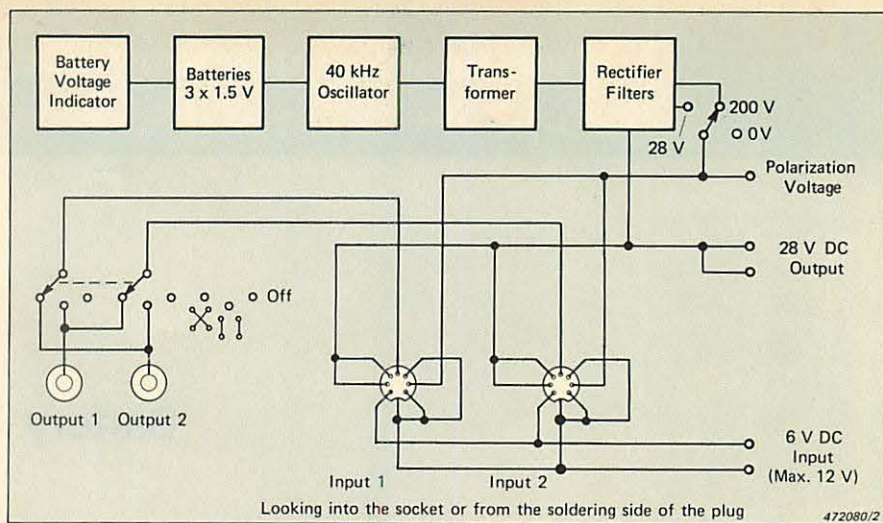 Battery
Voltage
Indicator
Batteries
3 x 1.5 V
40 kHz
Oscillator
Trans-
former
Rectifier
Filters
200 V
0 V
28 V
Polarization
Voltage
28 V DC
Output
Off
Output 1
Output 2
6 V DC
Input
(Max. 12 V)
Input 1
Input 2
Looking into the socket or from the soldering side of the plug
472080/2